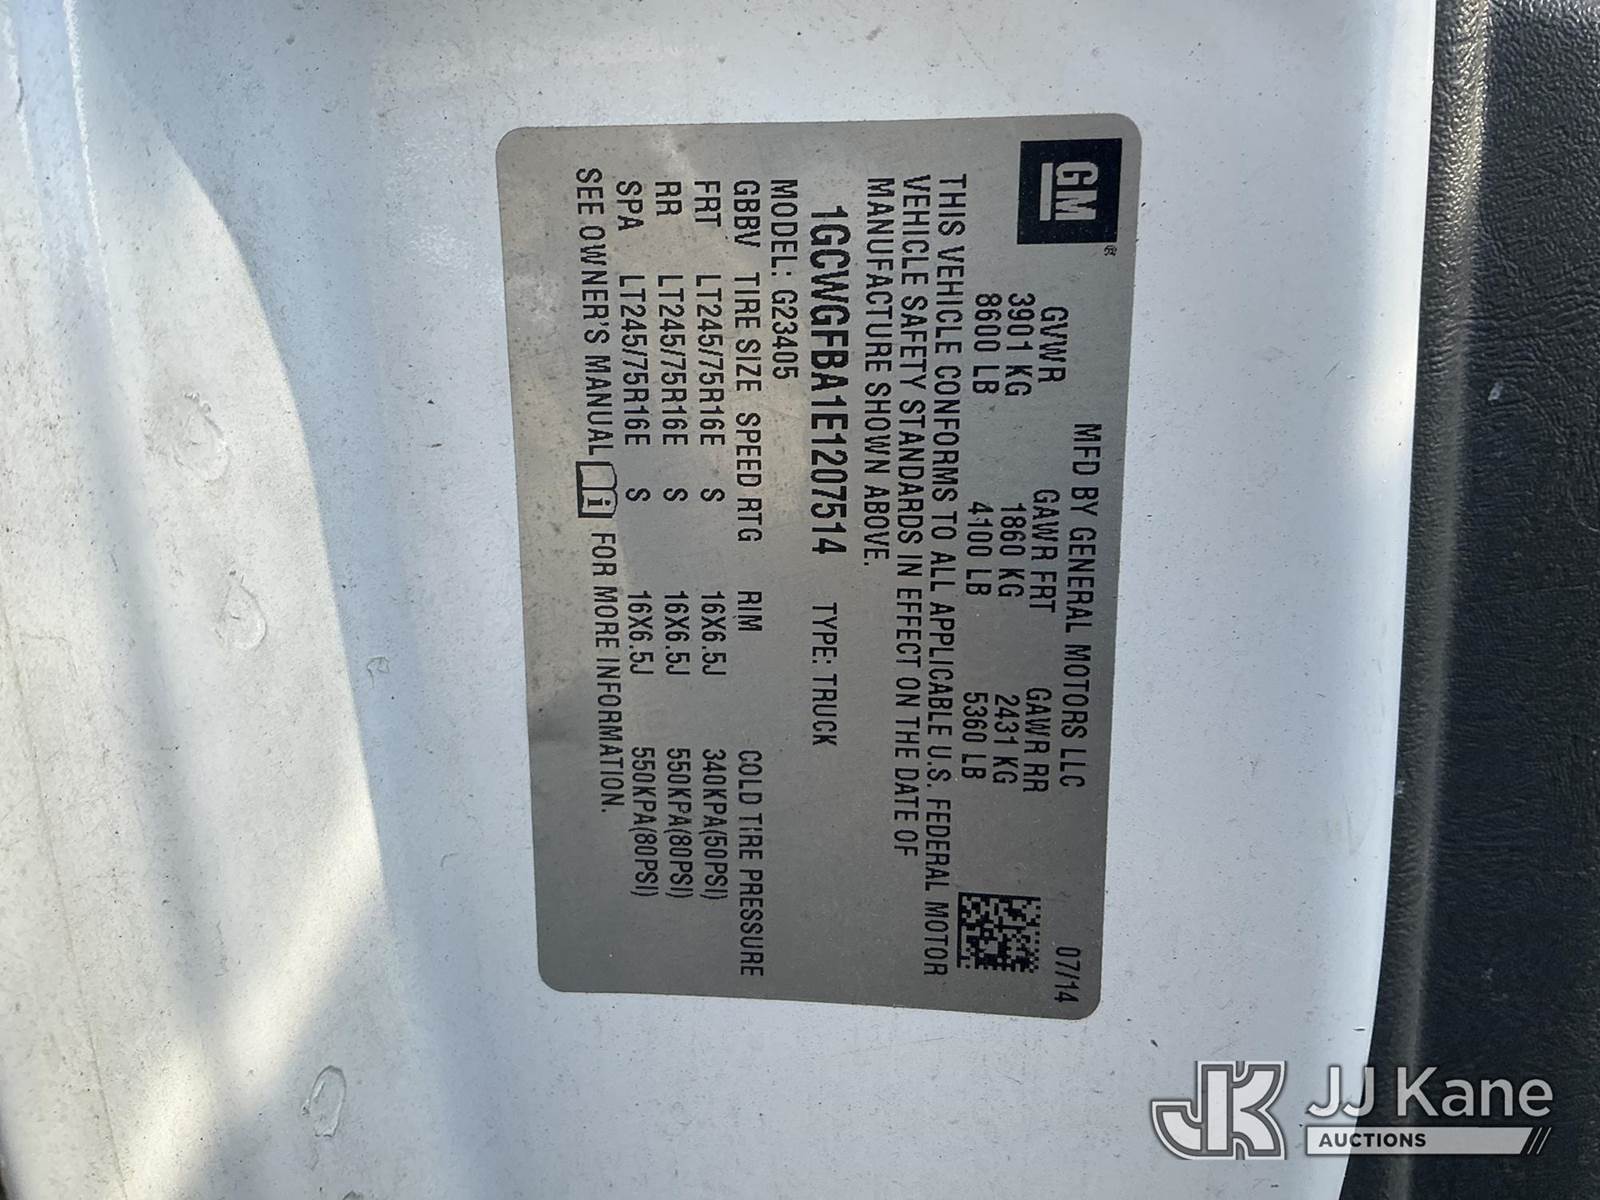 GM®
MFD BY GENERAL MOTORS LLC 07/14
GVWR GAWR FRT GAWR RR
3901 KG 1860 KG 2431 KG
8600 LB 4100 LB 5360 LB
THIS VEHICLE CONFORMS TO ALL APPLICABLE U.S. FEDERAL MOTOR
VEHICLE SAFETY STANDARDS IN EFFECT ON THE DATE OF
MANUFACTURE SHOWN ABOVE.
1GCWGFBA1E1207514 TYPE: TRUCK
MODEL: G23405
GBBV TIRE SIZE SPEED RTG RIM COLD TIRE PRESSURE
FRT LT245/75R16E S 16X6.5J 340KPA(50PSI)
RR LT245/75R16E S 16X6.5J 550KPA(80PSI)
SPA LT245/75R16E S 16X6.5J 550KPA(80PSI)
SEE OWNER'S MANUAL i FOR MORE INFORMATION.
JK JJ Kane
AUCTIONS